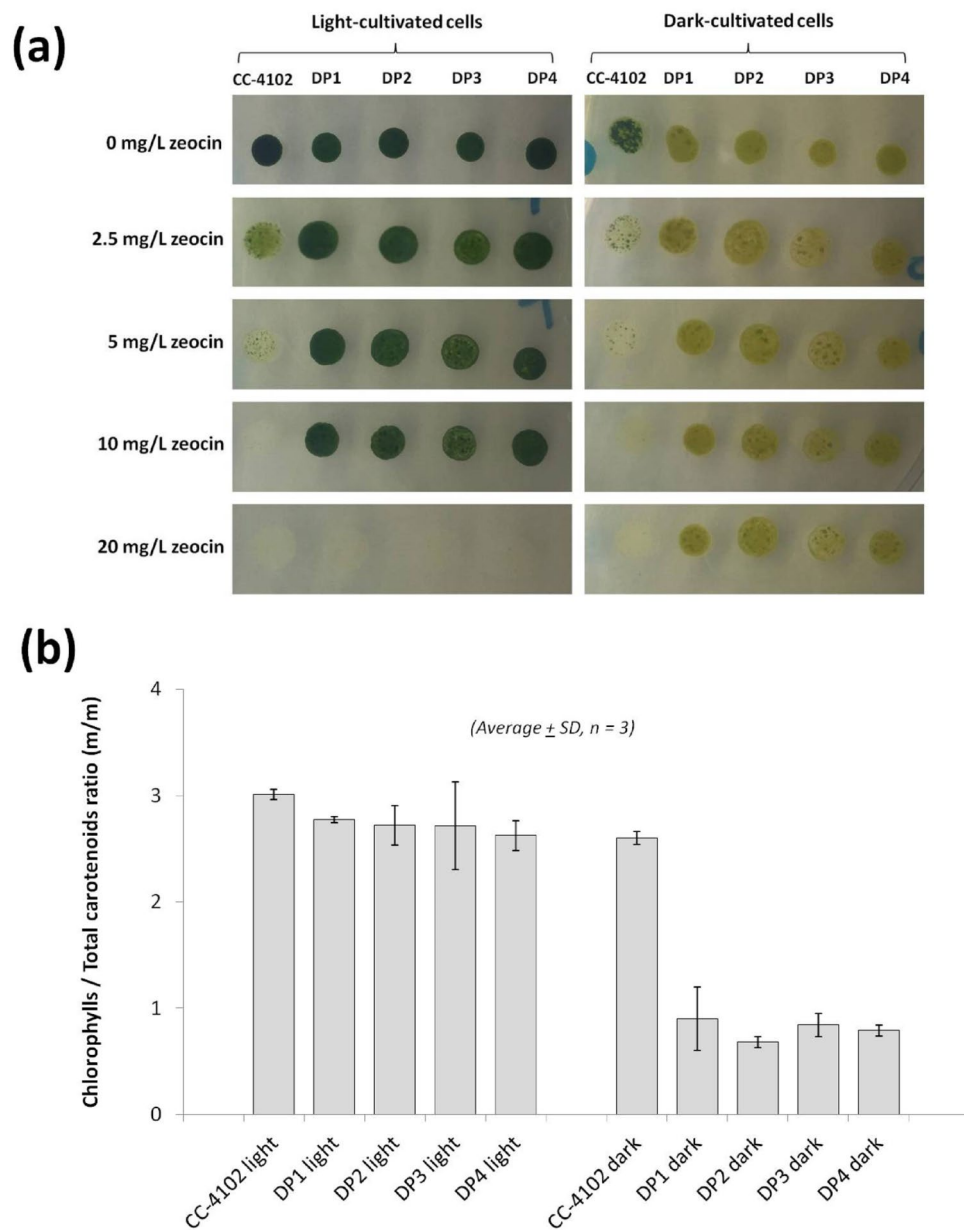 (a)
Light-cultivated cells
Dark-cultivated cells
CC-4102 DP1 DP2 DP3 DP4
CC-4102 DP1 DP2 DP3 DP4
0 mg/L zeocin
2.5 mg/L zeocin
5 mg/L zeocin
10 mg/L zeocin
20 mg/L zeocin
(b)
Chlorophylls / Total carotenoids ratio (m/m)
4
3
2
1
0
(Average ± SD, n = 3)
CC-4102 light
DP1 light
DP2 light
DP3 light
DP4 light
CC-4102 dark
DP1 dark
DP2 dark
DP3 dark
DP4 dark